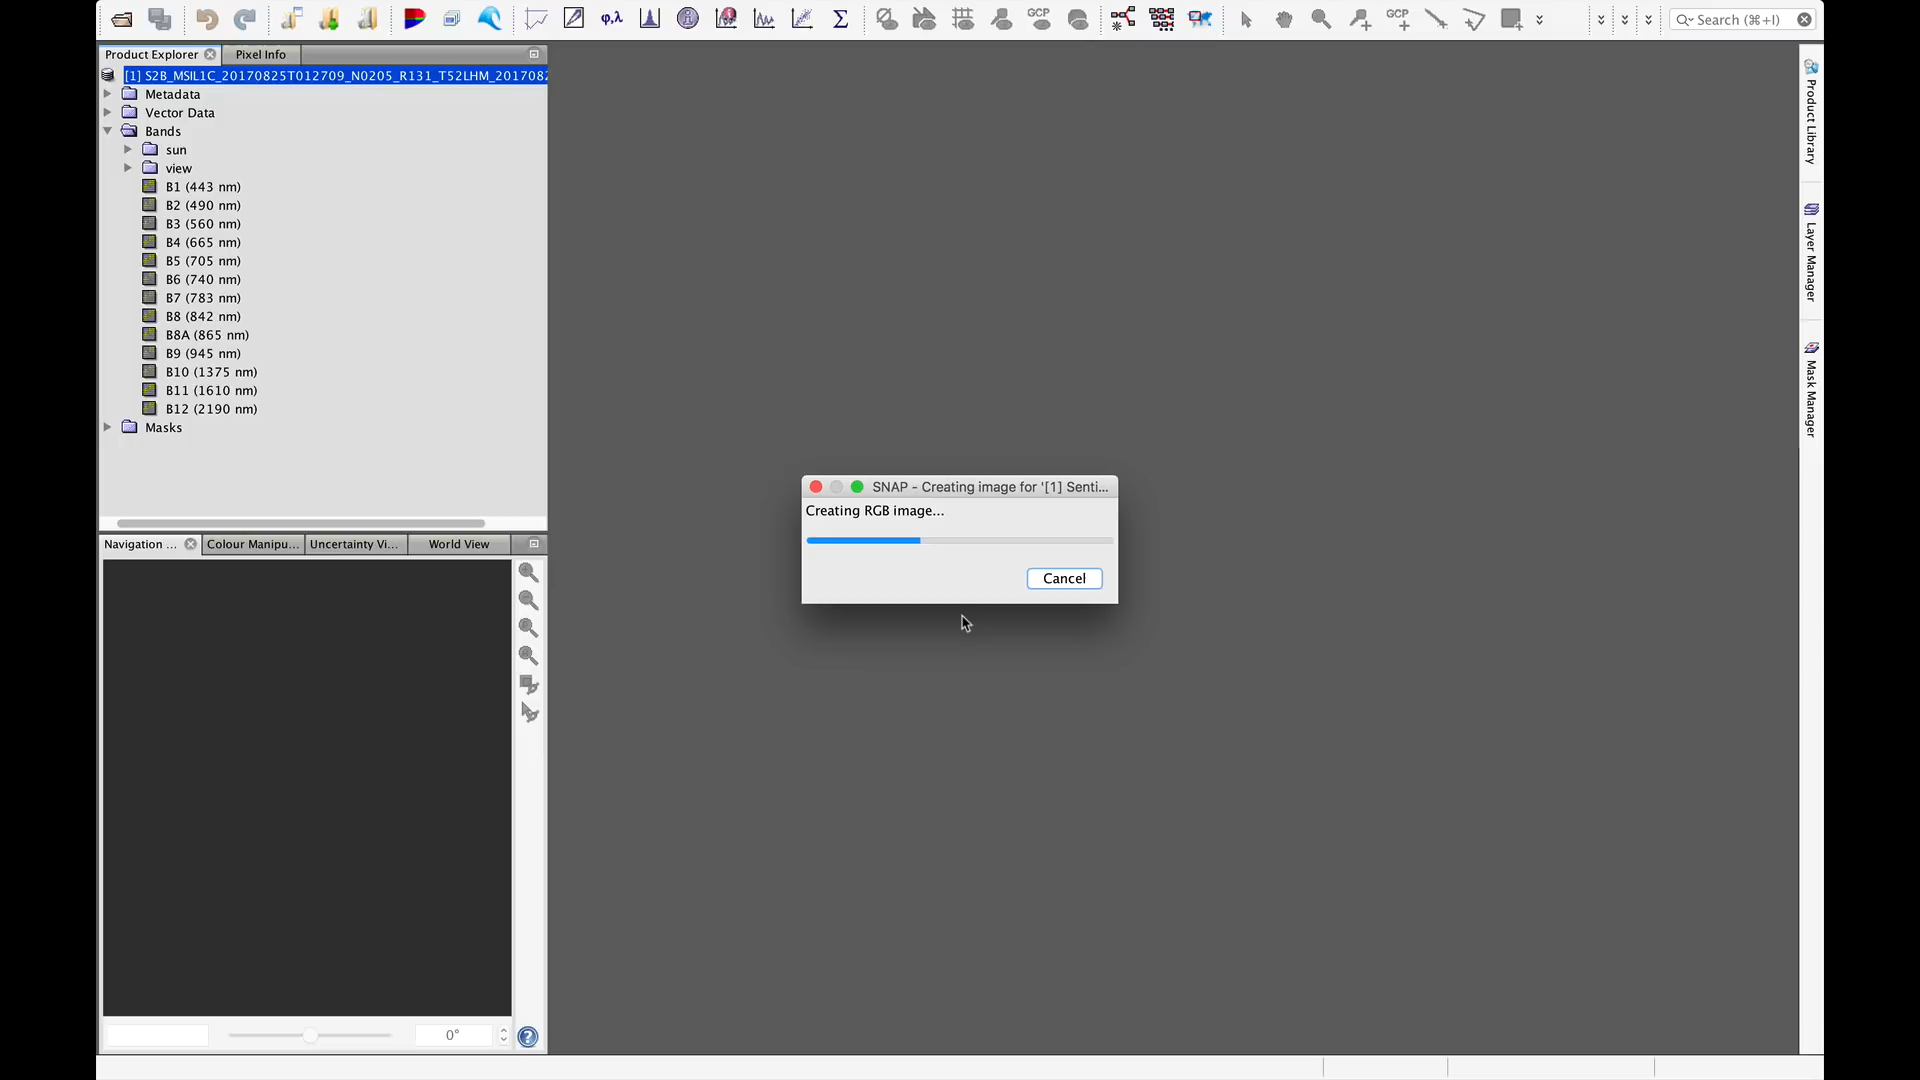 φ,λ
Σ
GCP
GCP
Search (⌘+I)
Product Explorer
Pixel Info
[1] S2B_MSIL1C_20170825T012709_N0205_R131_T52LHM_201708
Metadata
Vector Data
Bands
sun
view
B1 (443 nm)
B2 (490 nm)
B3 (560 nm)
B4 (665 nm)
B5 (705 nm)
B6 (740 nm)
B7 (783 nm)
B8 (842 nm)
B8A (865 nm)
B9 (945 nm)
B10 (1375 nm)
B11 (1610 nm)
B12 (2190 nm)
Masks
Navigation ...
Colour Manipu...
Uncertainty Vi...
World View
0°
?
SNAP - Creating image for '[1] Senti...
Creating RGB image...
Cancel
Product Library
Layer Manager
Mask Manager